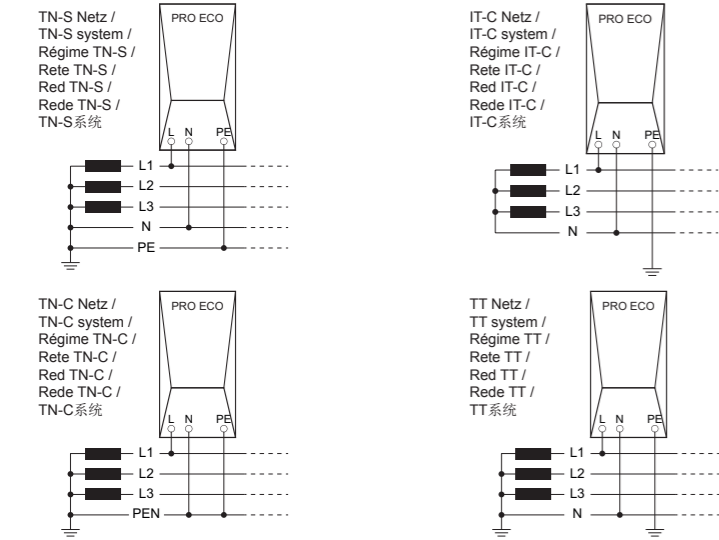 TN-S Netz /
TN-S system /
Régime TN-S /
Rete TN-S /
Red TN-S /
Rede TN-S /
TN-S系统
PRO ECO
L N PE
L1
L2
L3
N
PE
IT-C Netz /
IT-C system /
Régime IT-C /
Rete IT-C /
Red IT-C /
Rede IT-C /
IT-C系统
PRO ECO
L N PE
L1
L2
L3
N
TN-C Netz /
TN-C system /
Régime TN-C /
Rete TN-C /
Red TN-C /
Rede TN-C /
TN-C系统
PRO ECO
L N PE
L1
L2
L3
PEN
TT Netz /
TT system /
Régime TT /
Rete TT /
Red TT /
Rede TT /
TT系统
PRO ECO
L N PE
L1
L2
L3
N